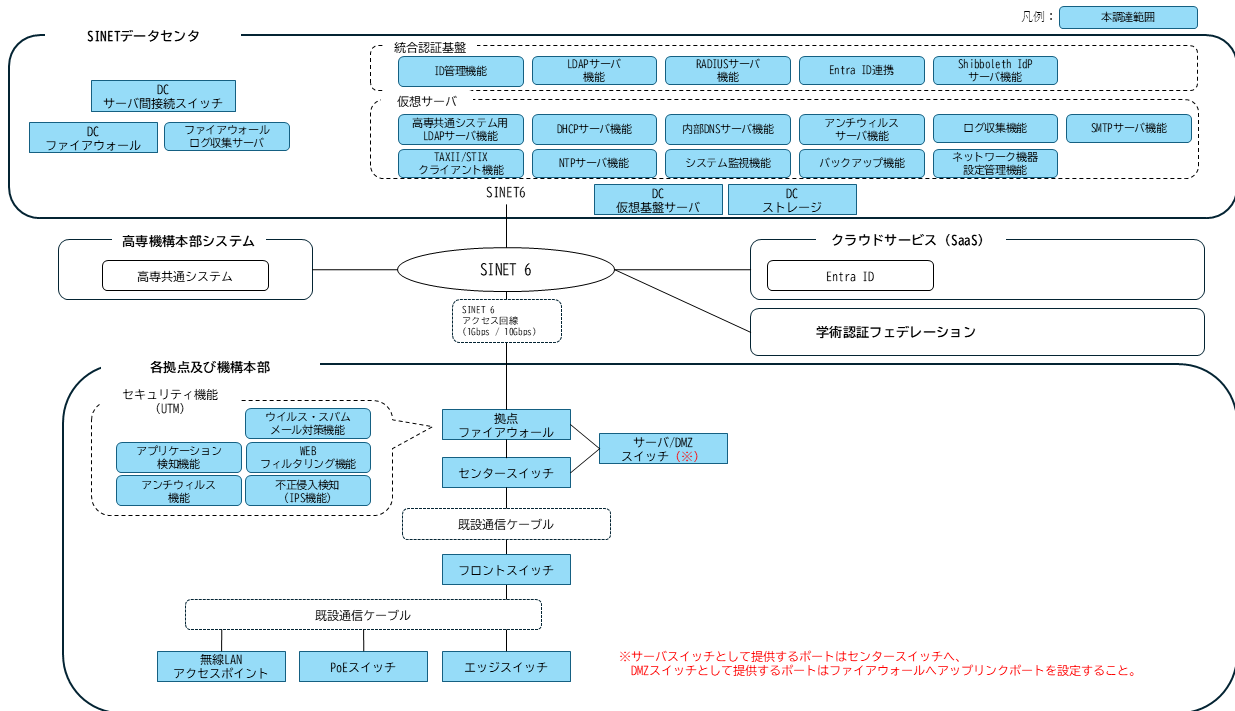 凡例：
本調達範囲
SINETデータセンタ
統合認証基盤
ID管理機能
LDAPサーバ
機能
RADIUSサーバ
機能
Entra ID連携
Shibboleth IdP
サーバ機能
DC
サーバ間接続スイッチ
DC
ファイアウォール
ファイアウォール
ログ収集サーバ
仮想サーバ
高専共通システム用
LDAPサーバ機能
DHCPサーバ機能
内部DNSサーバ機能
アンチウィルス
サーバ機能
ログ収集機能
SMTPサーバ機能
TAXII/STIX
クライアント機能
NTPサーバ機能
システム監視機能
バックアップ機能
ネットワーク機器
設定管理機能
SINET6
DC
仮想基盤サーバ
DC
ストレージ
高専機構本部システム
高専共通システム
SINET 6
クラウドサービス（SaaS）
Entra ID
SINET 6
アクセス回線
（1Gbps / 10Gbps）
学術認証フェデレーション
各拠点及び機構本部
セキュリティ機能
（UTM）
ウイルス・スパム
メール対策機能
アプリケーション
検知機能
WEB
フィルタリング機能
アンチウィルス
機能
不正侵入検知
（IPS機能）
拠点
ファイアウォール
サーバ/DMZ
スイッチ（※）
センタースイッチ
既設通信ケーブル
フロントスイッチ
既設通信ケーブル
無線LAN
アクセスポイント
PoEスイッチ
エッジスイッチ
※サーバスイッチとして提供するポートはセンタースイッチへ、
DMZスイッチとして提供するポートはファイアウォールへアップリンクポートを設定すること。